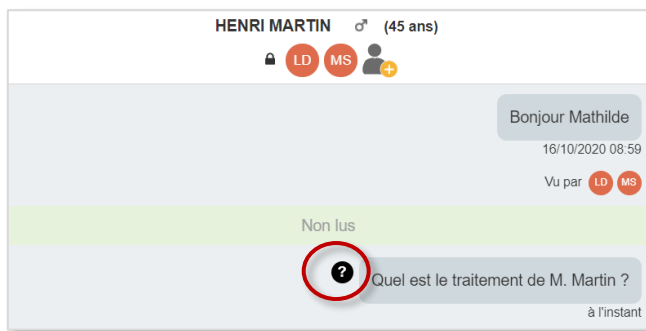 HENRI MARTIN ♂ (45 ans)
LD MS
Bonjour Mathilde
16/10/2020 08:59
Vu par LD MS
Non lus
? Quel est le traitement de M. Martin ?
à l'instant